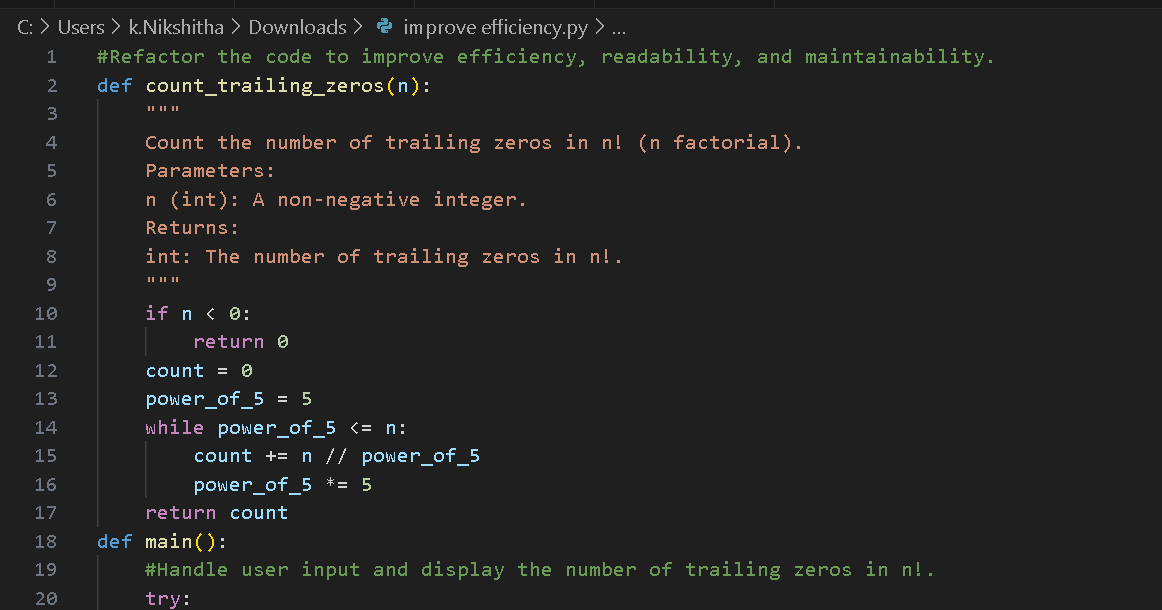 C: > Users > k.Nikshitha > Downloads > improve efficiency.py > ...
1 #Refactor the code to improve efficiency, readability, and maintainability.
2 def count_trailing_zeros(n):
3     """
4     Count the number of trailing zeros in n! (n factorial).
5     Parameters:
6     n (int): A non-negative integer.
7     Returns:
8     int: The number of trailing zeros in n!.
9     """
10     if n < 0:
11         return 0
12     count = 0
13     power_of_5 = 5
14     while power_of_5 <= n:
15         count += n // power_of_5
16         power_of_5 *= 5
17     return count
18 def main():
19     #Handle user input and display the number of trailing zeros in n!.
20     try: